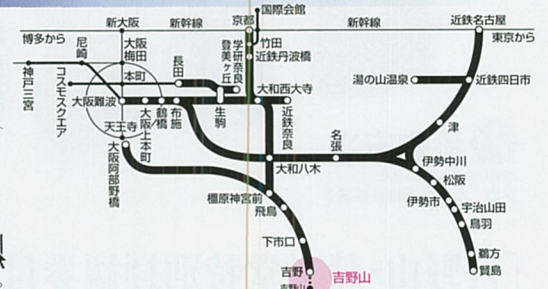 国際会館
新大阪
新幹線
京都
新幹線
近鉄名古屋
博多から
東京から
尼崎
大阪梅田
竹田
学研奈良登美ヶ丘
近鉄丹波橋
神戸三宮
コスモスクエア
本町
長田
湯の山温泉
近鉄四日市
大阪難波
大和西大寺
生駒
近鉄奈良
天王寺
大阪上本町
鶴橋
布施
津
名張
大阪阿部野橋
大和八木
伊勢中川
松阪
橿原神宮前
伊勢市
宇治山田
飛鳥
鳥羽
下市口
鵜方
賢島
吉野
吉野山